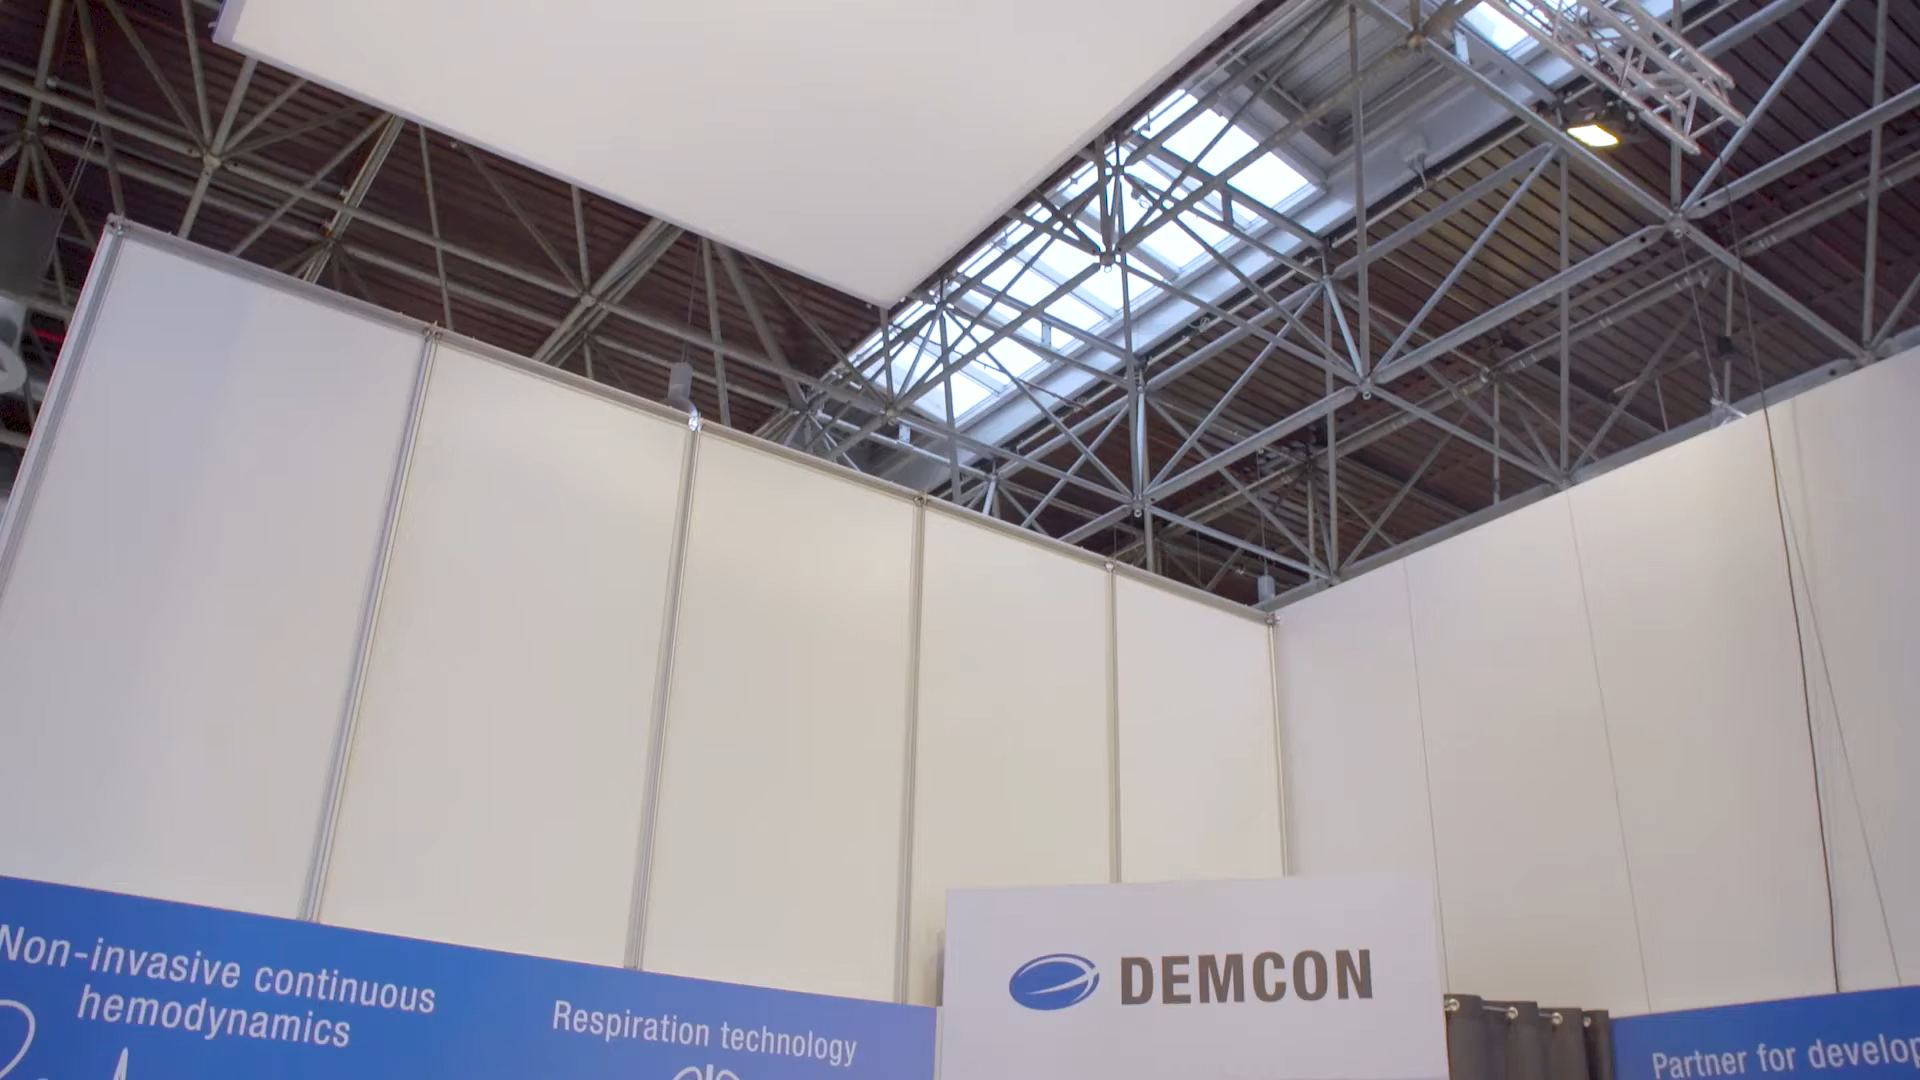 Non-invasive continuous
hemodynamics
Respiration technology
DEMCON
Partner for develop